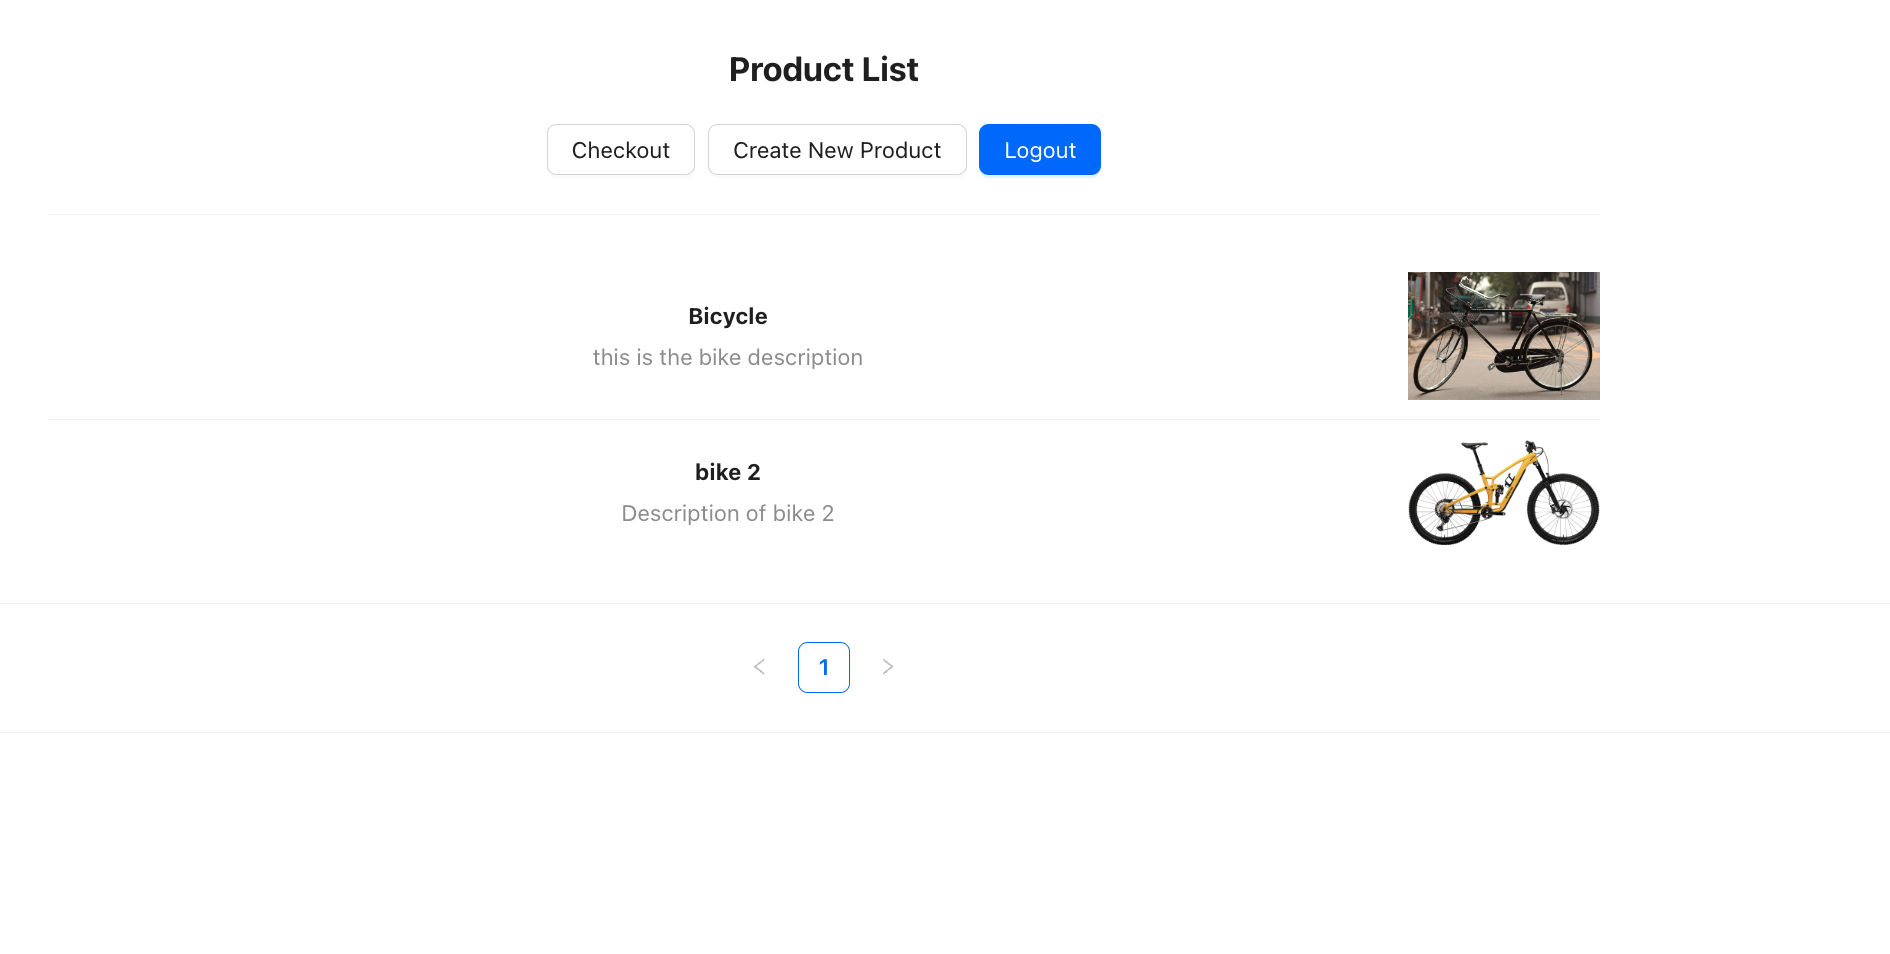 Product List
Checkout Create New Product Logout
Bicycle
this is the bike description
bike 2
Description of bike 2
1